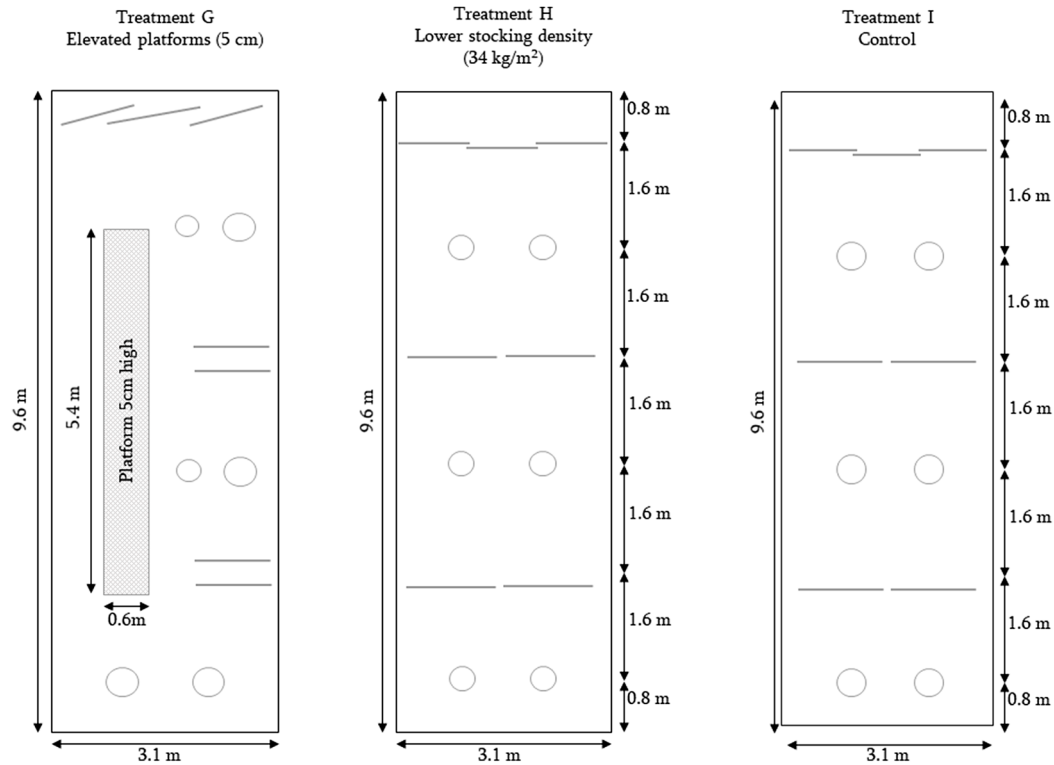 Treatment G
Elevated platforms (5 cm)
9.6 m
5.4 m
Platform 5cm high
0.6m
3.1 m
Treatment H
Lower stocking density
(34 kg/m²)
9.6 m
0.8 m
1.6 m
1.6 m
1.6 m
1.6 m
1.6 m
0.8 m
3.1 m
Treatment I
Control
9.6 m
0.8 m
1.6 m
1.6 m
1.6 m
1.6 m
1.6 m
0.8 m
3.1 m